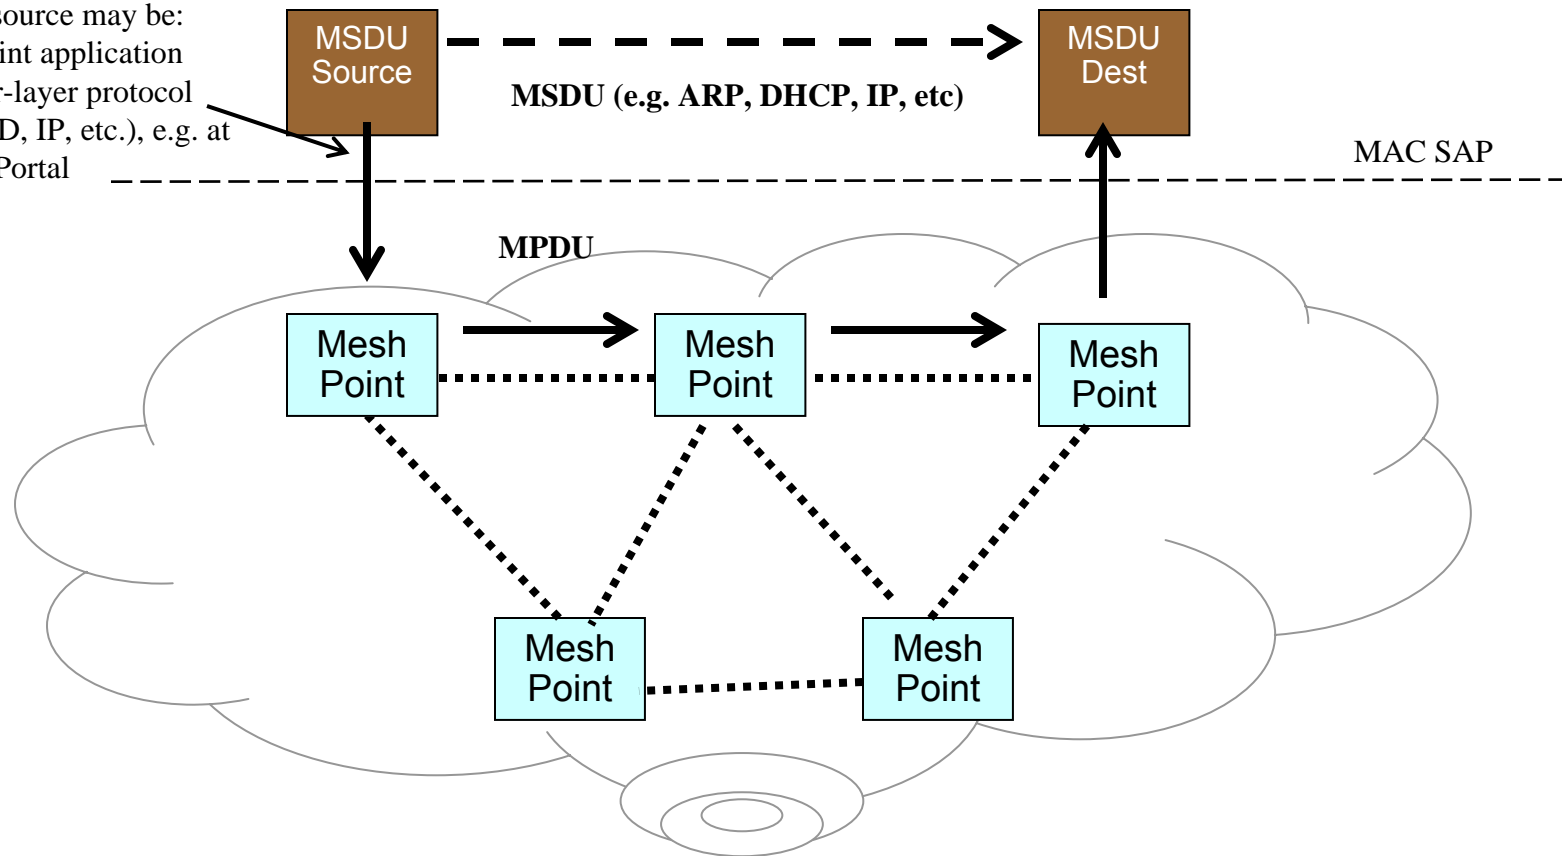 source may be:
int application
r-layer protocol
D, IP, etc.), e.g. at
Portal
MSDU
Source
MSDU (e.g. ARP, DHCP, IP, etc)
MSDU
Dest
MAC SAP
MPDU
Mesh
Point
Mesh
Point
Mesh
Point
Mesh
Point
Mesh
Point